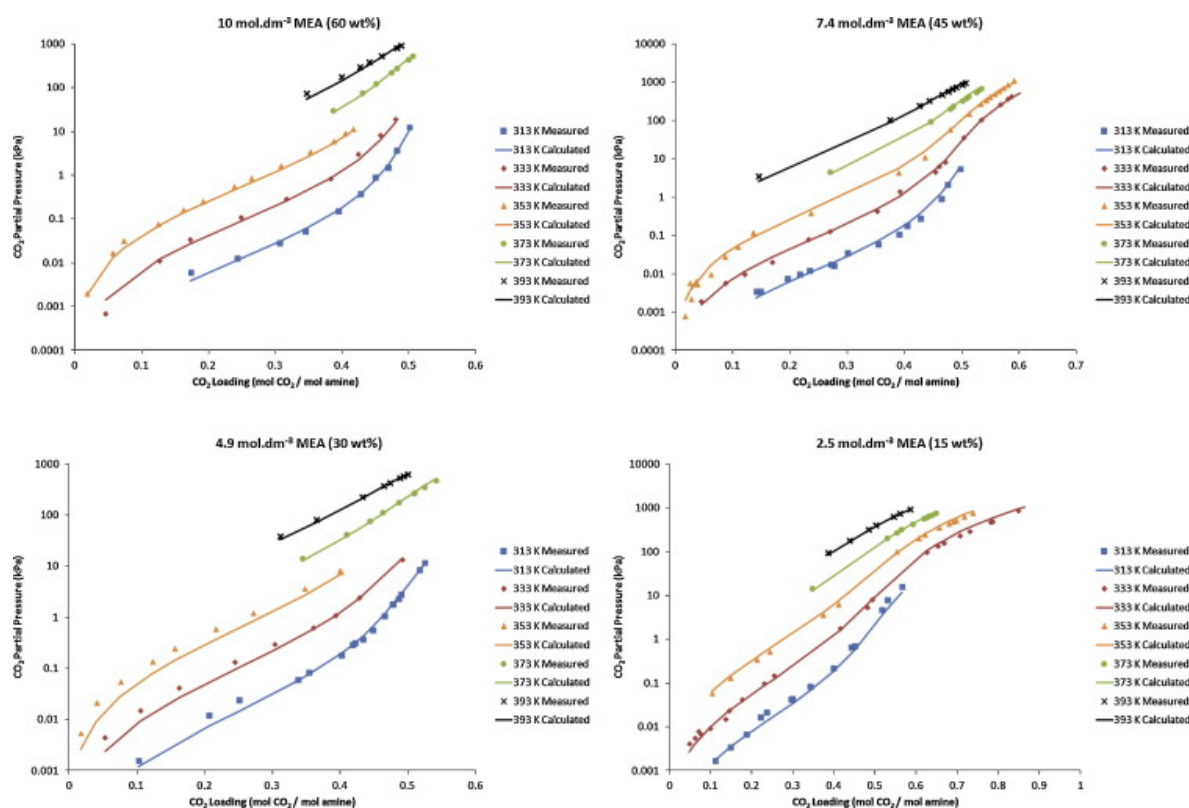 10 mol.dm⁻³ MEA (60 wt%)
1000
100
10
1
0.1
0.01
0.001
0.0001
CO₂ Partial Pressure (kPa)
0 0.1 0.2 0.3 0.4 0.5 0.6
CO₂ Loading (mol CO₂ / mol amine)
313 K Measured
313 K Calculated
333 K Measured
333 K Calculated
353 K Measured
353 K Calculated
373 K Measured
373 K Calculated
393 K Measured
393 K Calculated
7.4 mol.dm⁻³ MEA (45 wt%)
10000
1000
100
10
1
0.1
0.01
0.001
0.0001
CO₂ Partial Pressure (kPa)
0 0.1 0.2 0.3 0.4 0.5 0.6 0.7
CO₂ Loading (mol CO₂ / mol amine)
313 K Measured
313 K Calculated
333 K Measured
333 K Calculated
353 K Measured
353 K Calculated
373 K Measured
373 K Calculated
393 K Measured
393 K Calculated
4.9 mol.dm⁻³ MEA (30 wt%)
1000
100
10
1
0.1
0.01
0.001
CO₂ Partial Pressure (kPa)
0 0.1 0.2 0.3 0.4 0.5 0.6
CO₂ Loading (mol CO₂ / mol amine)
313 K Measured
313 K Calculated
333 K Measured
333 K Calculated
353 K Measured
353 K Calculated
373 K Measured
373 K Calculated
393 K Measured
393 K Calculated
2.5 mol.dm⁻³ MEA (15 wt%)
10000
1000
100
10
1
0.1
0.01
0.001
CO₂ Partial Pressure (kPa)
0 0.1 0.2 0.3 0.4 0.5 0.6 0.7 0.8 0.9 1
CO₂ Loading (mol CO₂ / mol amine)
313 K Measured
313 K Calculated
333 K Measured
333 K Calculated
353 K Measured
353 K Calculated
373 K Measured
373 K Calculated
393 K Measured
393 K Calculated